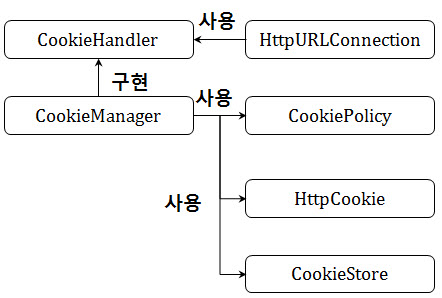 사용
CookieHandler
HttpURLConnection
구현
사용
CookieManager
CookiePolicy
사용
HttpCookie
CookieStore